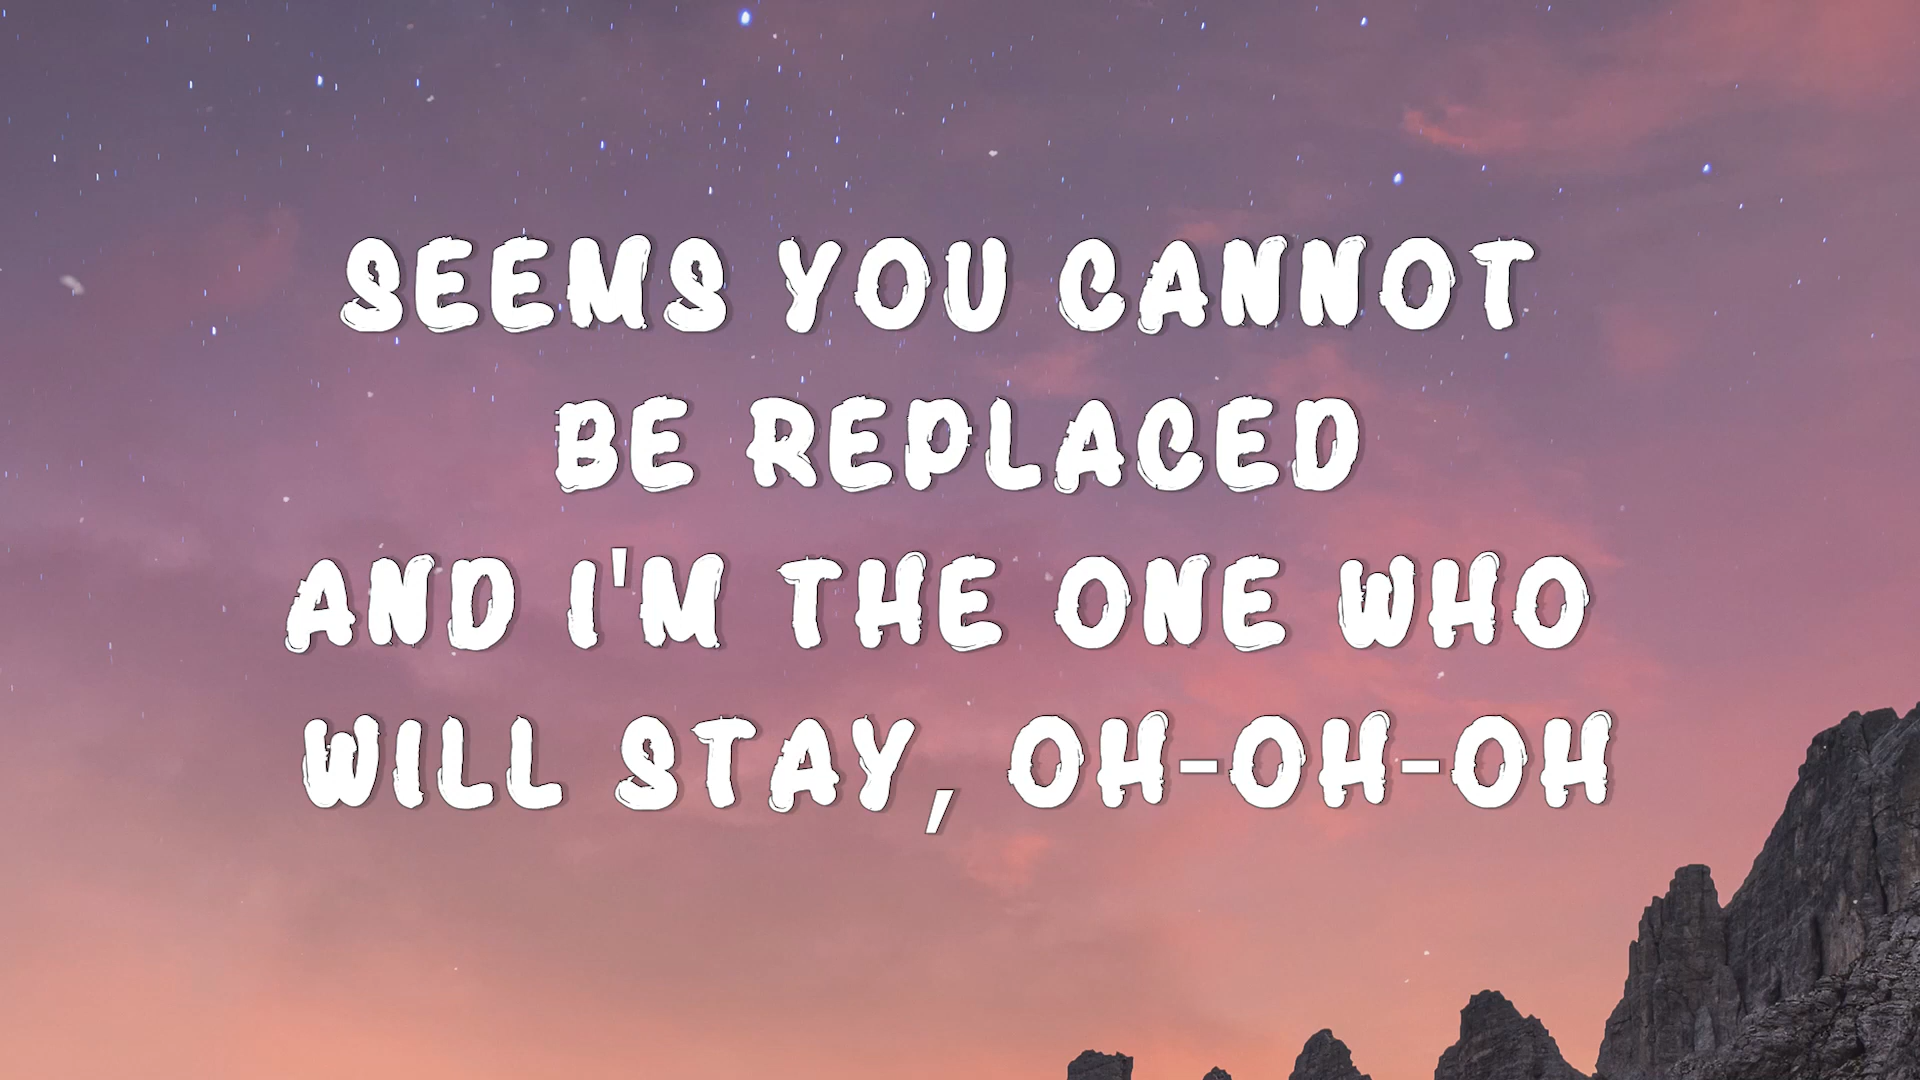 SEEMS YOU CANNOT
BE REPLACED
AND I'M THE ONE WHO
WILL STAY, OH-OH-OH